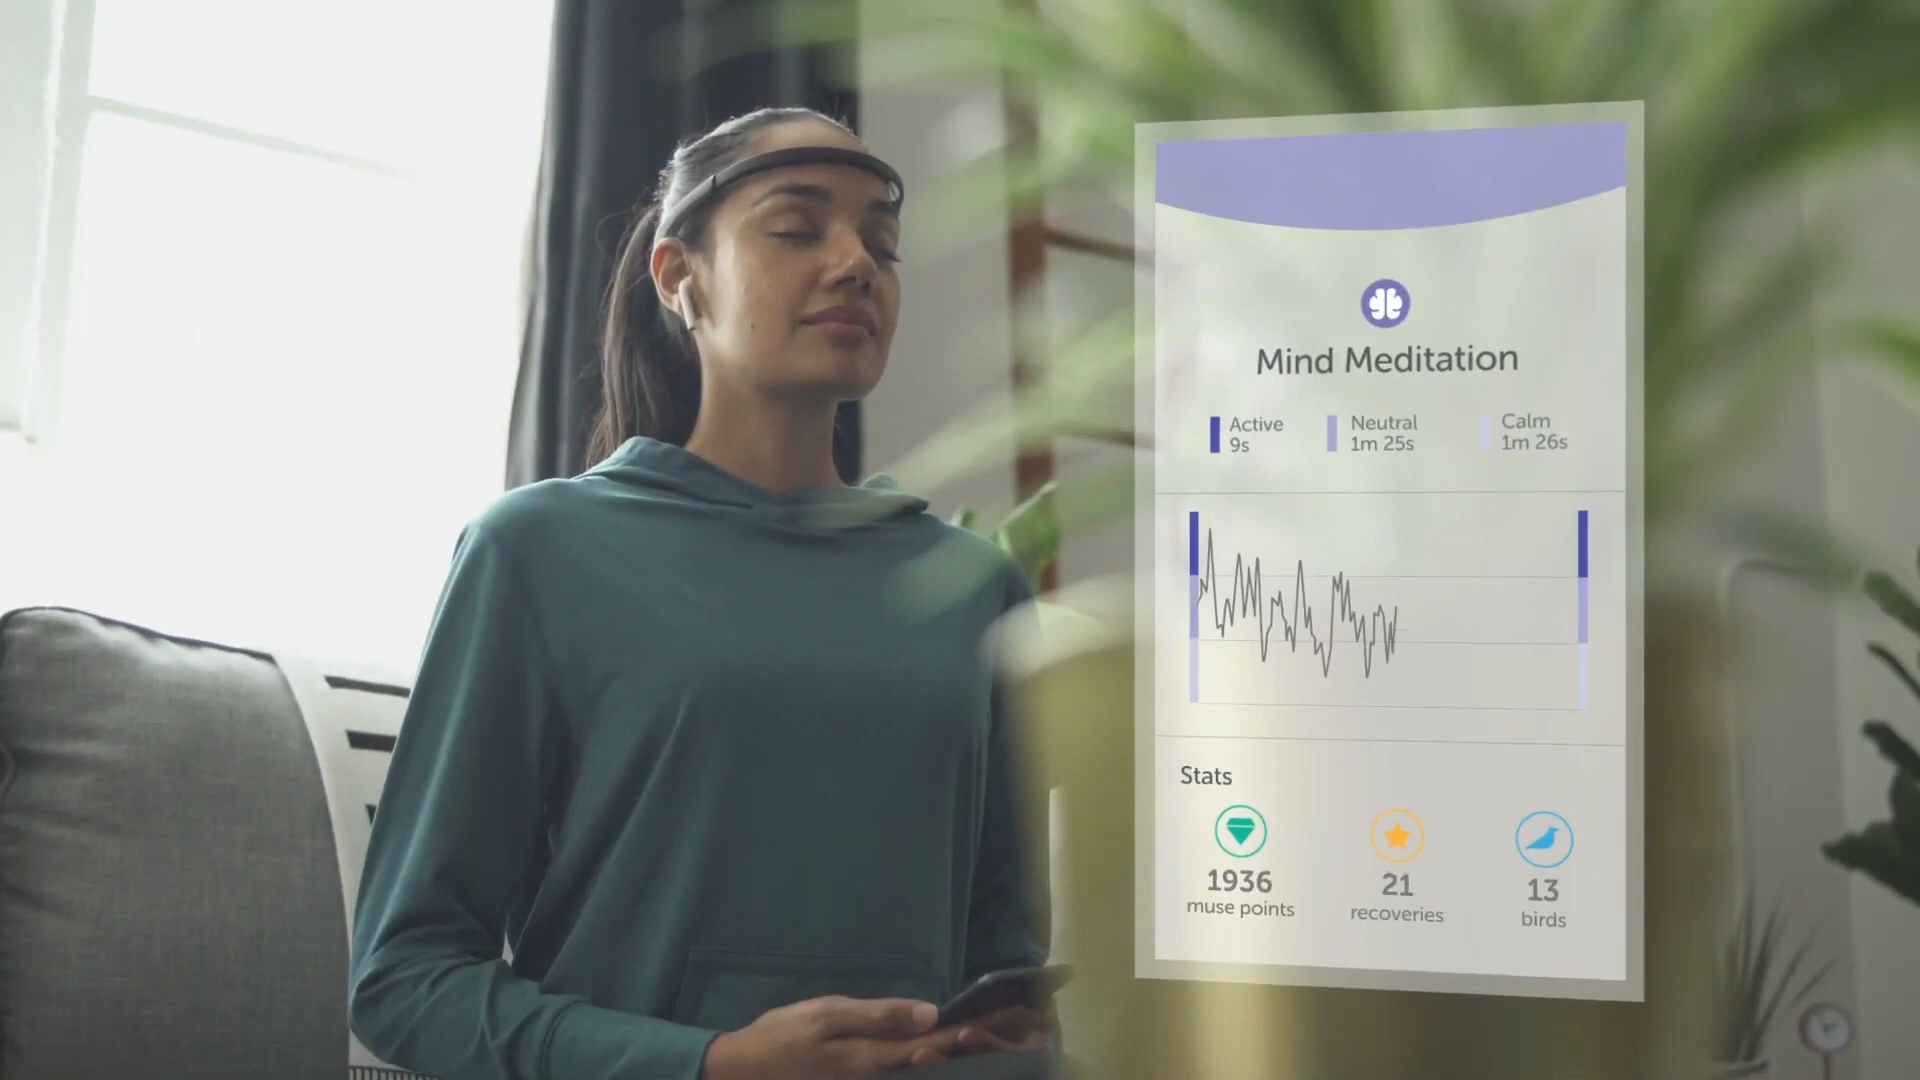 Mind Meditation
Active
9s
Neutral
1m 25s
Calm
1m 26s
Stats
1936
muse points
21
recoveries
13
birds